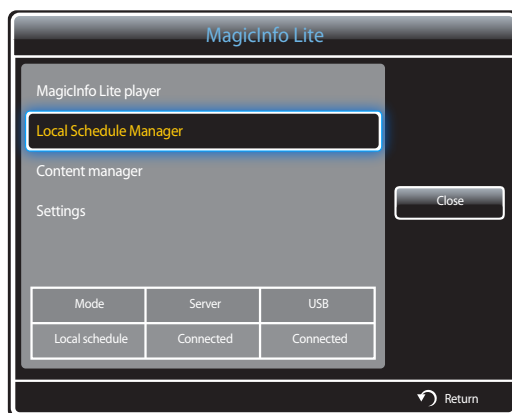 MagicInfo Lite
MagicInfo Lite player
Local Schedule Manager
Content manager
Settings
Close
Mode Server USB
Local schedule Connected Connected
Return